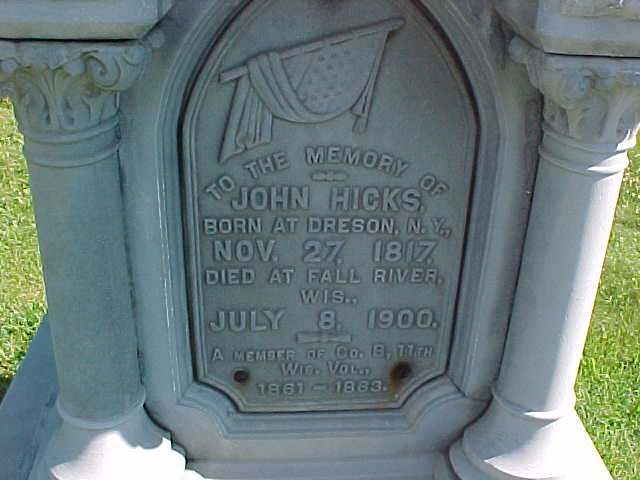 TO THE MEMORY OF
JOHN HICKS,
BORN AT DRESON, N.Y.,
NOV. 27, 1817,
DIED AT FALL RIVER,
WIS.,
JULY 8, 1900.
A MEMBER OF CO. B, 11TH
WIS. VOL.,
1861 – 1863.